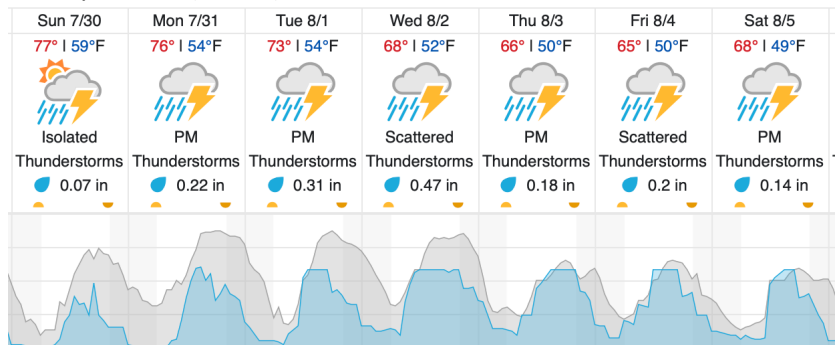 Sun 7/30 Mon 7/31 Tue 8/1 Wed 8/2 Thu 8/3 Fri 8/4 Sat 8/5
77° | 59°F 76° | 54°F 73° | 54°F 68° | 52°F 66° | 50°F 65° | 50°F 68° | 49°F
Isolated PM PM Scattered PM Scattered PM
Thunderstorms Thunderstorms Thunderstorms Thunderstorms Thunderstorms Thunderstorms Thunderstorms
0.07 in 0.22 in 0.31 in 0.47 in 0.18 in 0.2 in 0.14 in